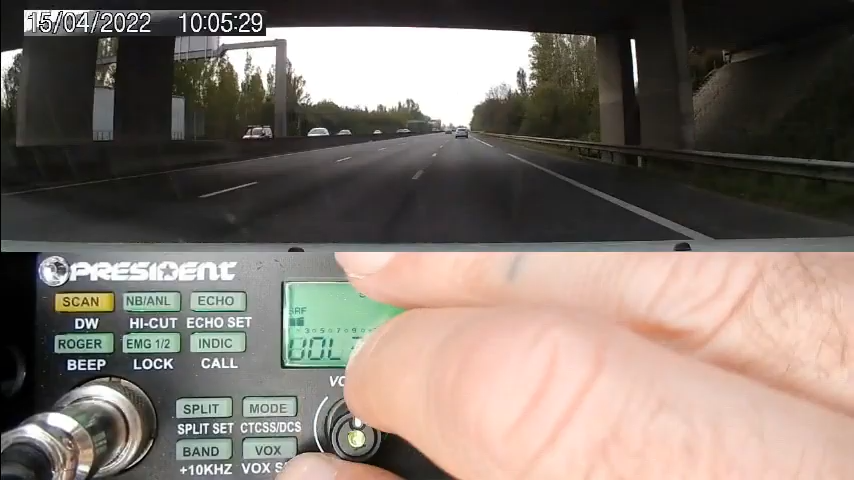 15/04/2022 10:05:29
PRESIDENT
SCAN NB/ANL ECHO
DW HI-CUT ECHO SET
ROGER EMG 1/2 INDIC
BEEP LOCK CALL
SPLIT MODE
SPLIT SET CTCSS/DCS
BAND VOX
+10KHZ VOX